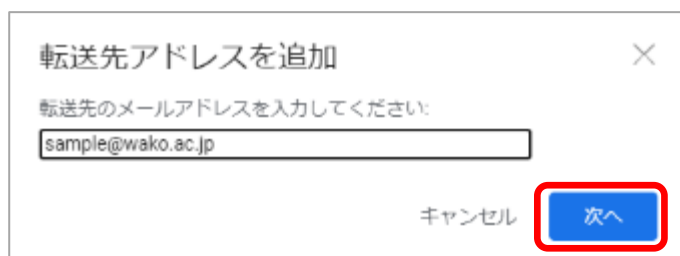 転送先アドレスを追加
転送先のメールアドレスを入力してください:
sample@wako.ac.jp
キャンセル 次へ